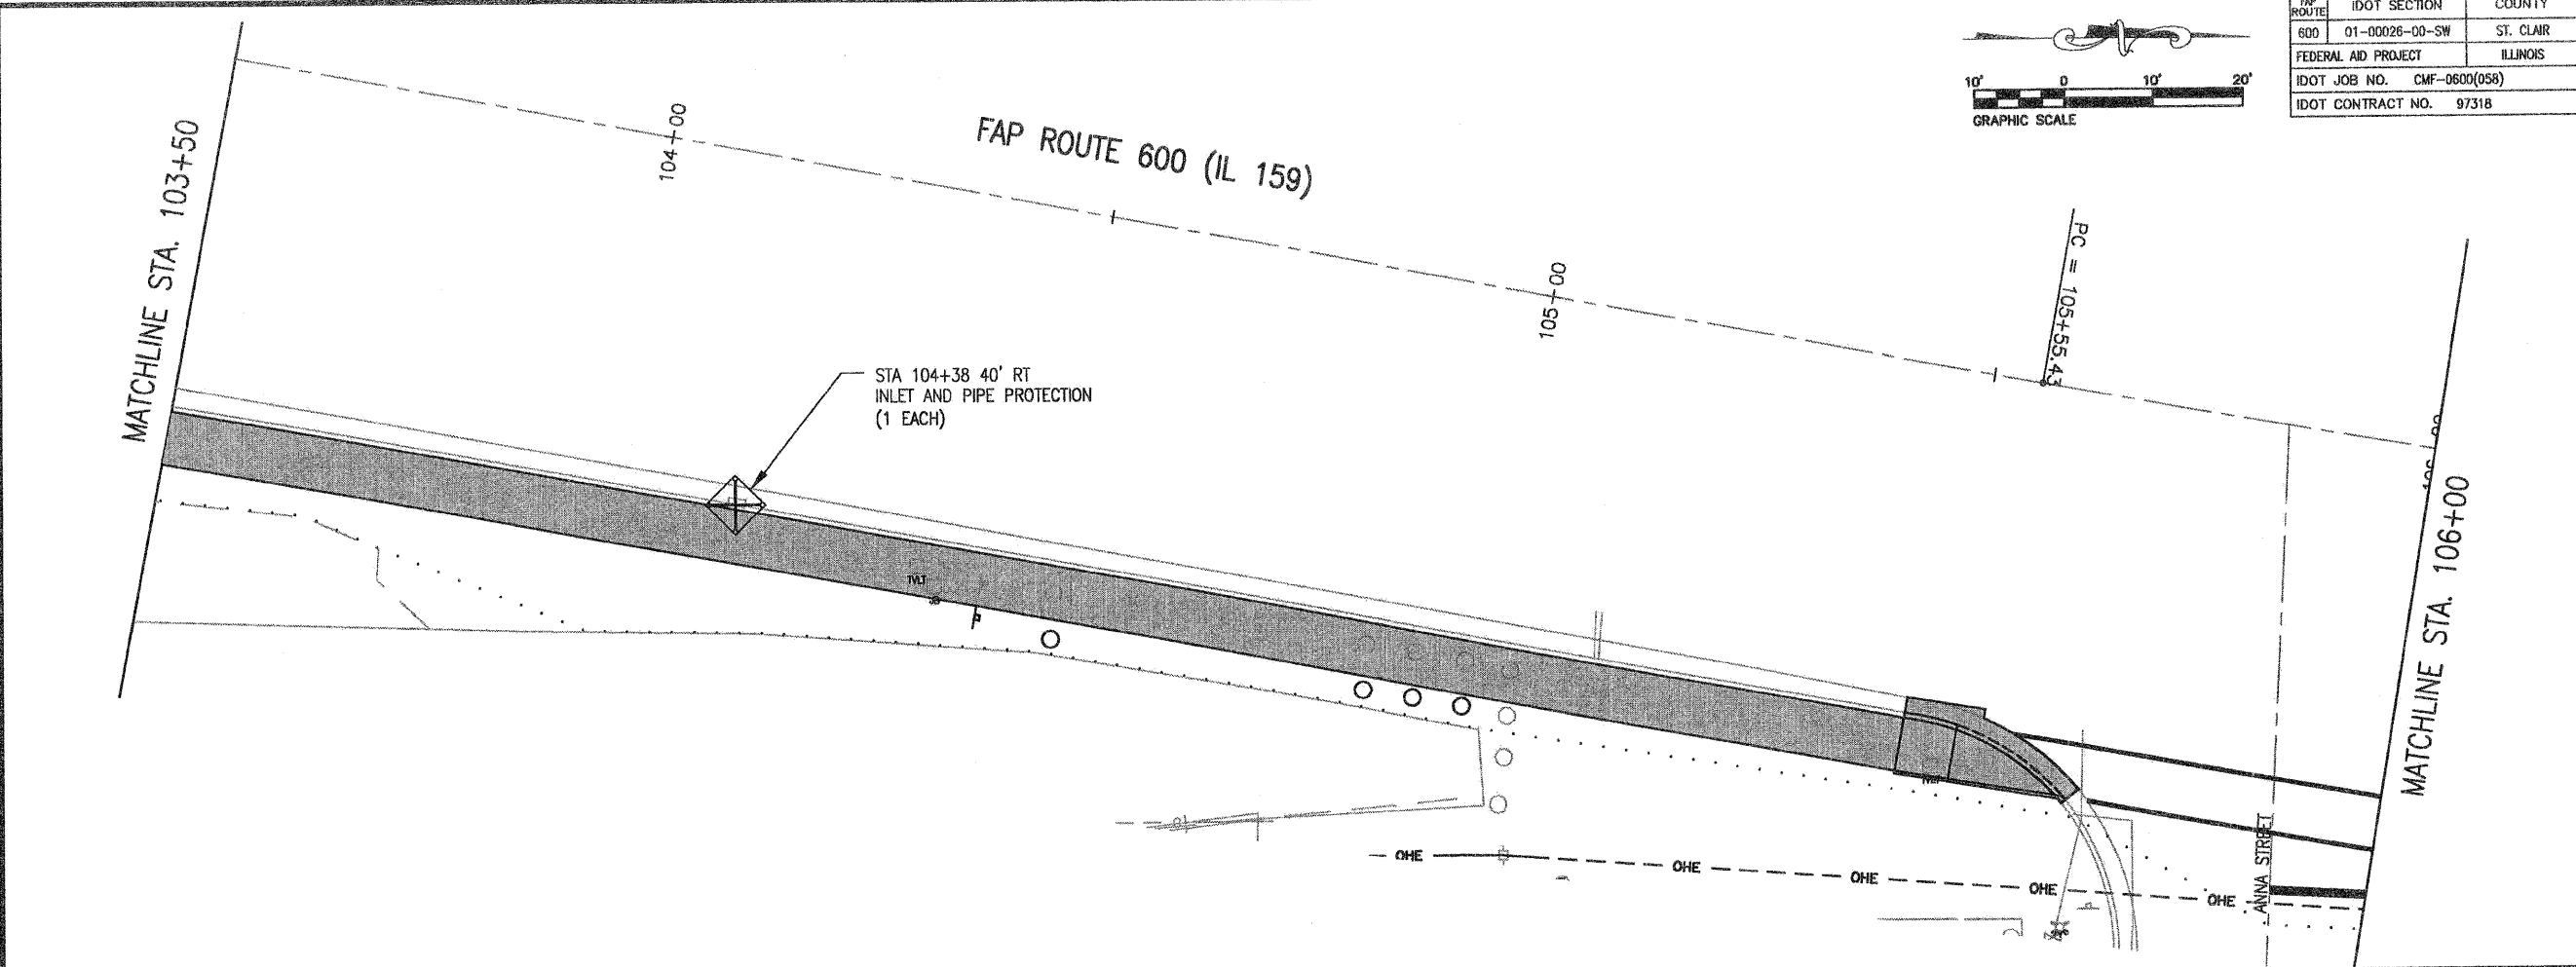 FAP ROUTE
IDOT SECTION
COUNTY
600
01-00026-00-SW
ST. CLAIR
FEDERAL AID PROJECT
ILLINOIS
IDOT JOB NO. CMF-0600(058)
IDOT CONTRACT NO. 97318
10' 0 10' 20'
GRAPHIC SCALE
MATCHLINE STA. 103+50
104+00
FAP ROUTE 600 (IL 159)
105+00
PC = 105+55.43
STA 104+38 40' RT
INLET AND PIPE PROTECTION
(1 EACH)
MATCHLINE STA. 106+00
TVLT
OHE
OHE
OHE
OHE
OHE
ANNA STREET